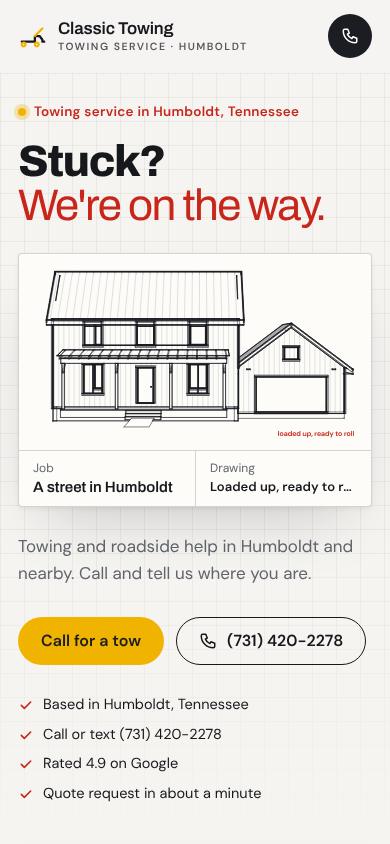 Classic Towing
TOWING SERVICE · HUMBOLDT
Towing service in Humboldt, Tennessee
Stuck?
We're on the way.
loaded up, ready to roll
Job
A street in Humboldt
Drawing
Loaded up, ready to r...
Towing and roadside help in Humboldt and
nearby. Call and tell us where you are.
Call for a tow
(731) 420-2278
Based in Humboldt, Tennessee
Call or text (731) 420-2278
Rated 4.9 on Google
Quote request in about a minute